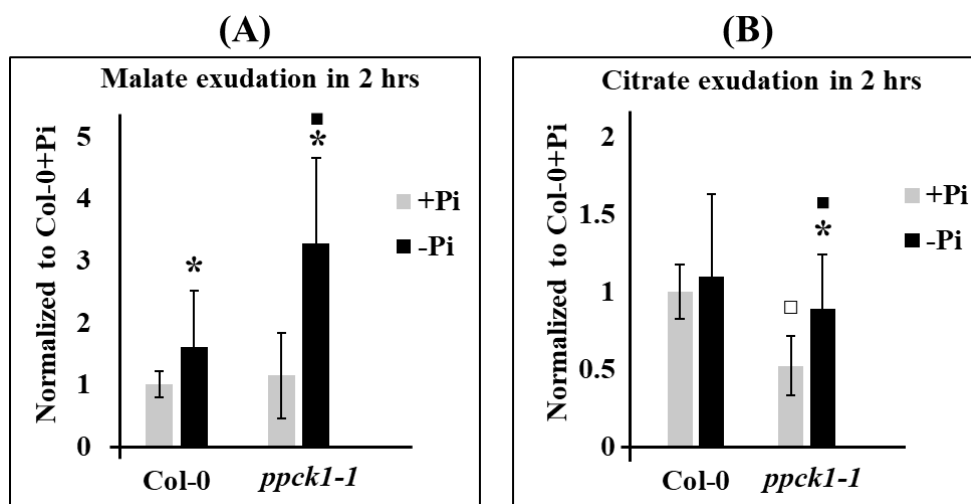 (A)
Malate exudation in 2 hrs
Normalized to Col-0+Pi
5
4
3
2
1
0
*
*
+Pi
-Pi
Col-0
ppck1-1
(B)
Citrate exudation in 2 hrs
Normalized to Col-0+Pi
2
1.5
1
0.5
0
*
+Pi
-Pi
Col-0
ppck1-1